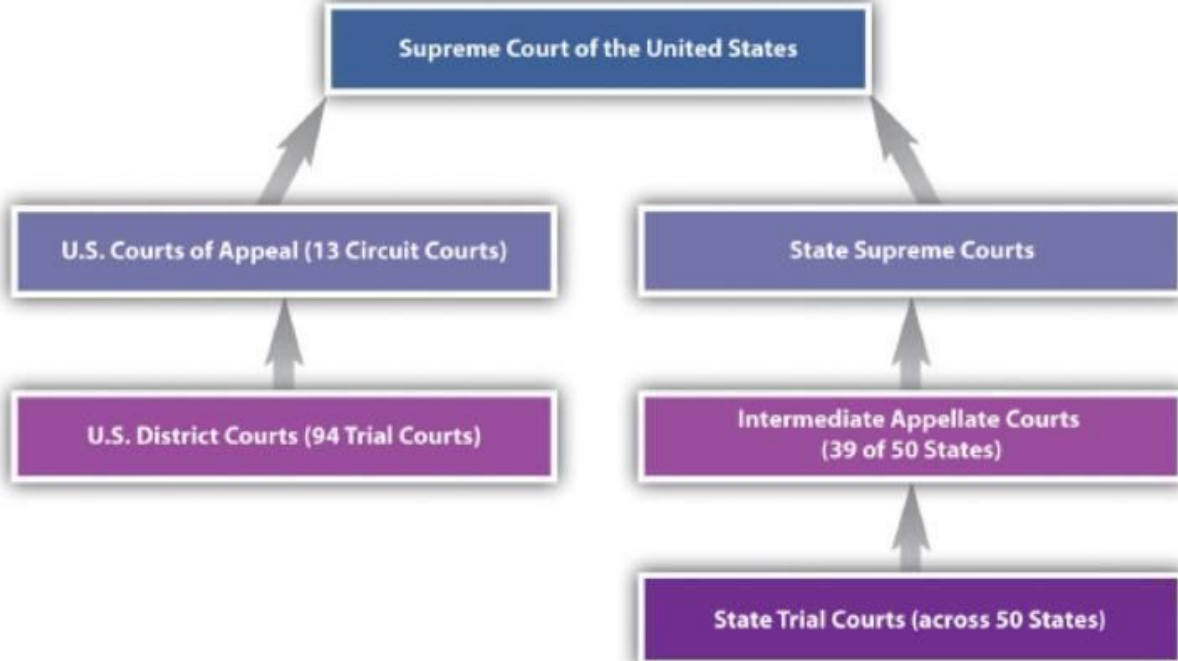 Supreme Court of the United States
U.S. Courts of Appeal (13 Circuit Courts)
State Supreme Courts
U.S. District Courts (94 Trial Courts)
Intermediate Appellate Courts
(39 of 50 States)
State Trial Courts (across 50 States)